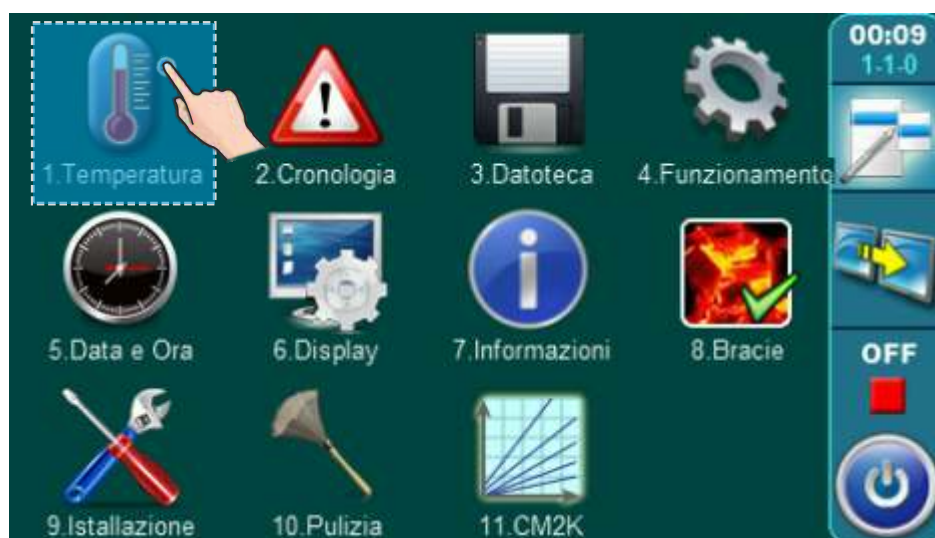 00:09
1-1-0
1.Temperatura
2.Cronologia
3.Datoteca
4.Funzionamento
5.Data e Ora
6.Display
7.Informazioni
8.Bracie
OFF
9.Istallazione
10.Pulizia
11.CM2K